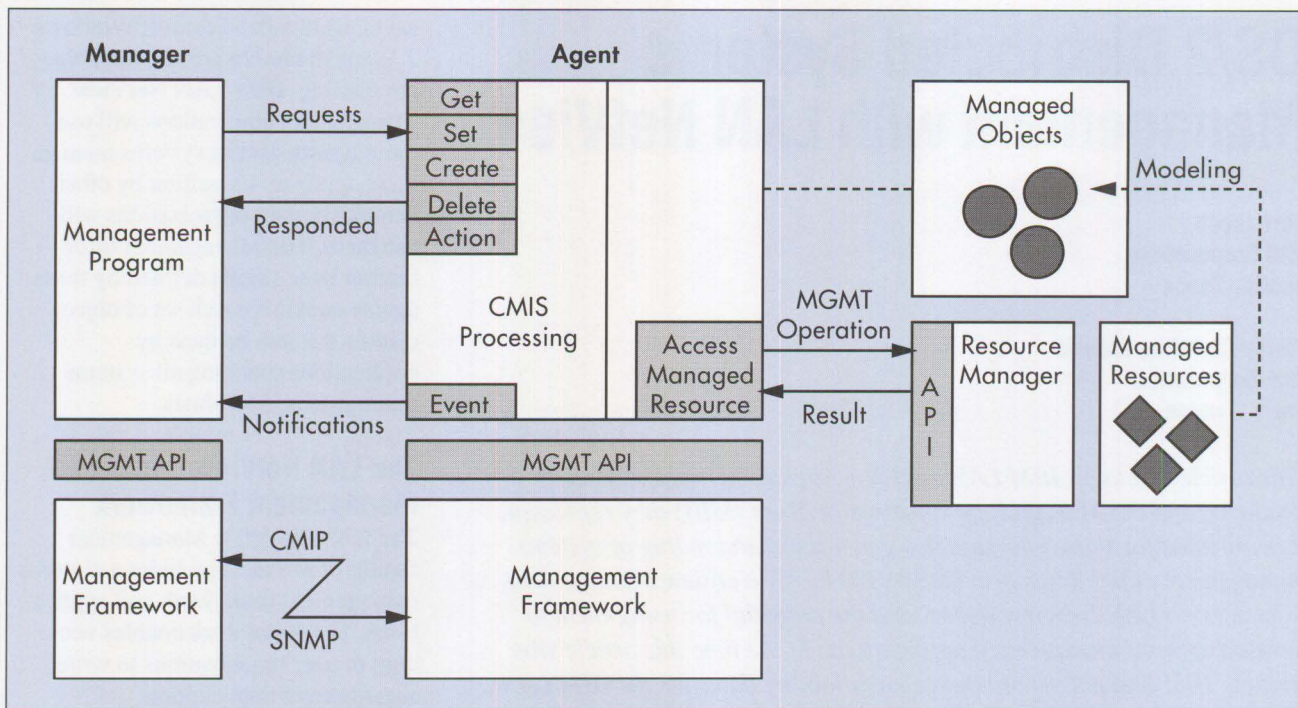 Manager
Agent
Requests
Responded
Management
Program
Notifications
MGMT API
Get
Set
Create
Delete
Action
CMIS
Processing
Event
Access
Managed
Resource
MGMT API
MGMT
Operation
Result
Managed
Objects
Modeling
A
P
I
Resource
Manager
Managed
Resources
Management
Framework
CMIP
SNMP
Management
Framework